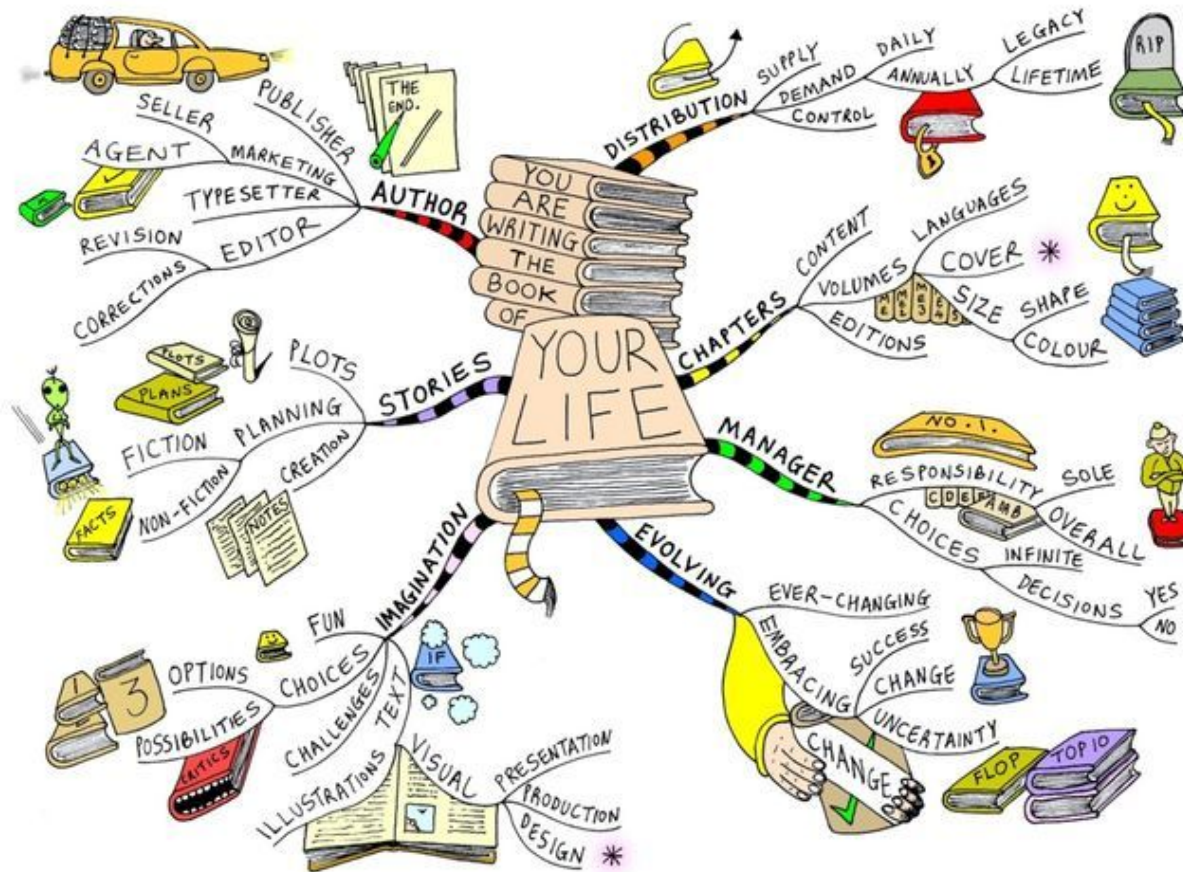 YOU
ARE
WRITING
THE
BOOK
OF
YOUR
LIFE
DISTRIBUTION
SUPPLY
DEMAND
DAILY
ANNUALLY
LEGACY
LIFETIME
CONTROL
RIP
CHAPTERS
CONTENT
VOLUMES
LANGUAGES
COVER *
SIZE
SHAPE
COLOUR
EDITIONS
MANAGER
NO.1.
RESPONSIBILITY
SOLE
OVERALL
CHOICES
INFINITE
DECISIONS
YES
NO
EVOLVING
EVER-CHANGING
EMBRACING
SUCCESS
CHANGE
UNCERTAINTY
CHANGE
FLOP
TOP 10
IMAGINATION
FUN
CHOICES
OPTIONS
POSSIBILITIES
1
3
CRITICS
CHALLENGES
TEXT
IF
ILLUSTRATIONS
VISUAL
PRESENTATION
PRODUCTION
DESIGN *
STORIES
PLOTS
PLANNING
FICTION
NON-FICTION
CREATION
PLOTS
PLANS
FACTS
NOTES
AUTHOR
PUBLISHER
MARKETING
SELLER
AGENT
TYPESETTER
EDITOR
REVISION
CORRECTIONS
THE
END.